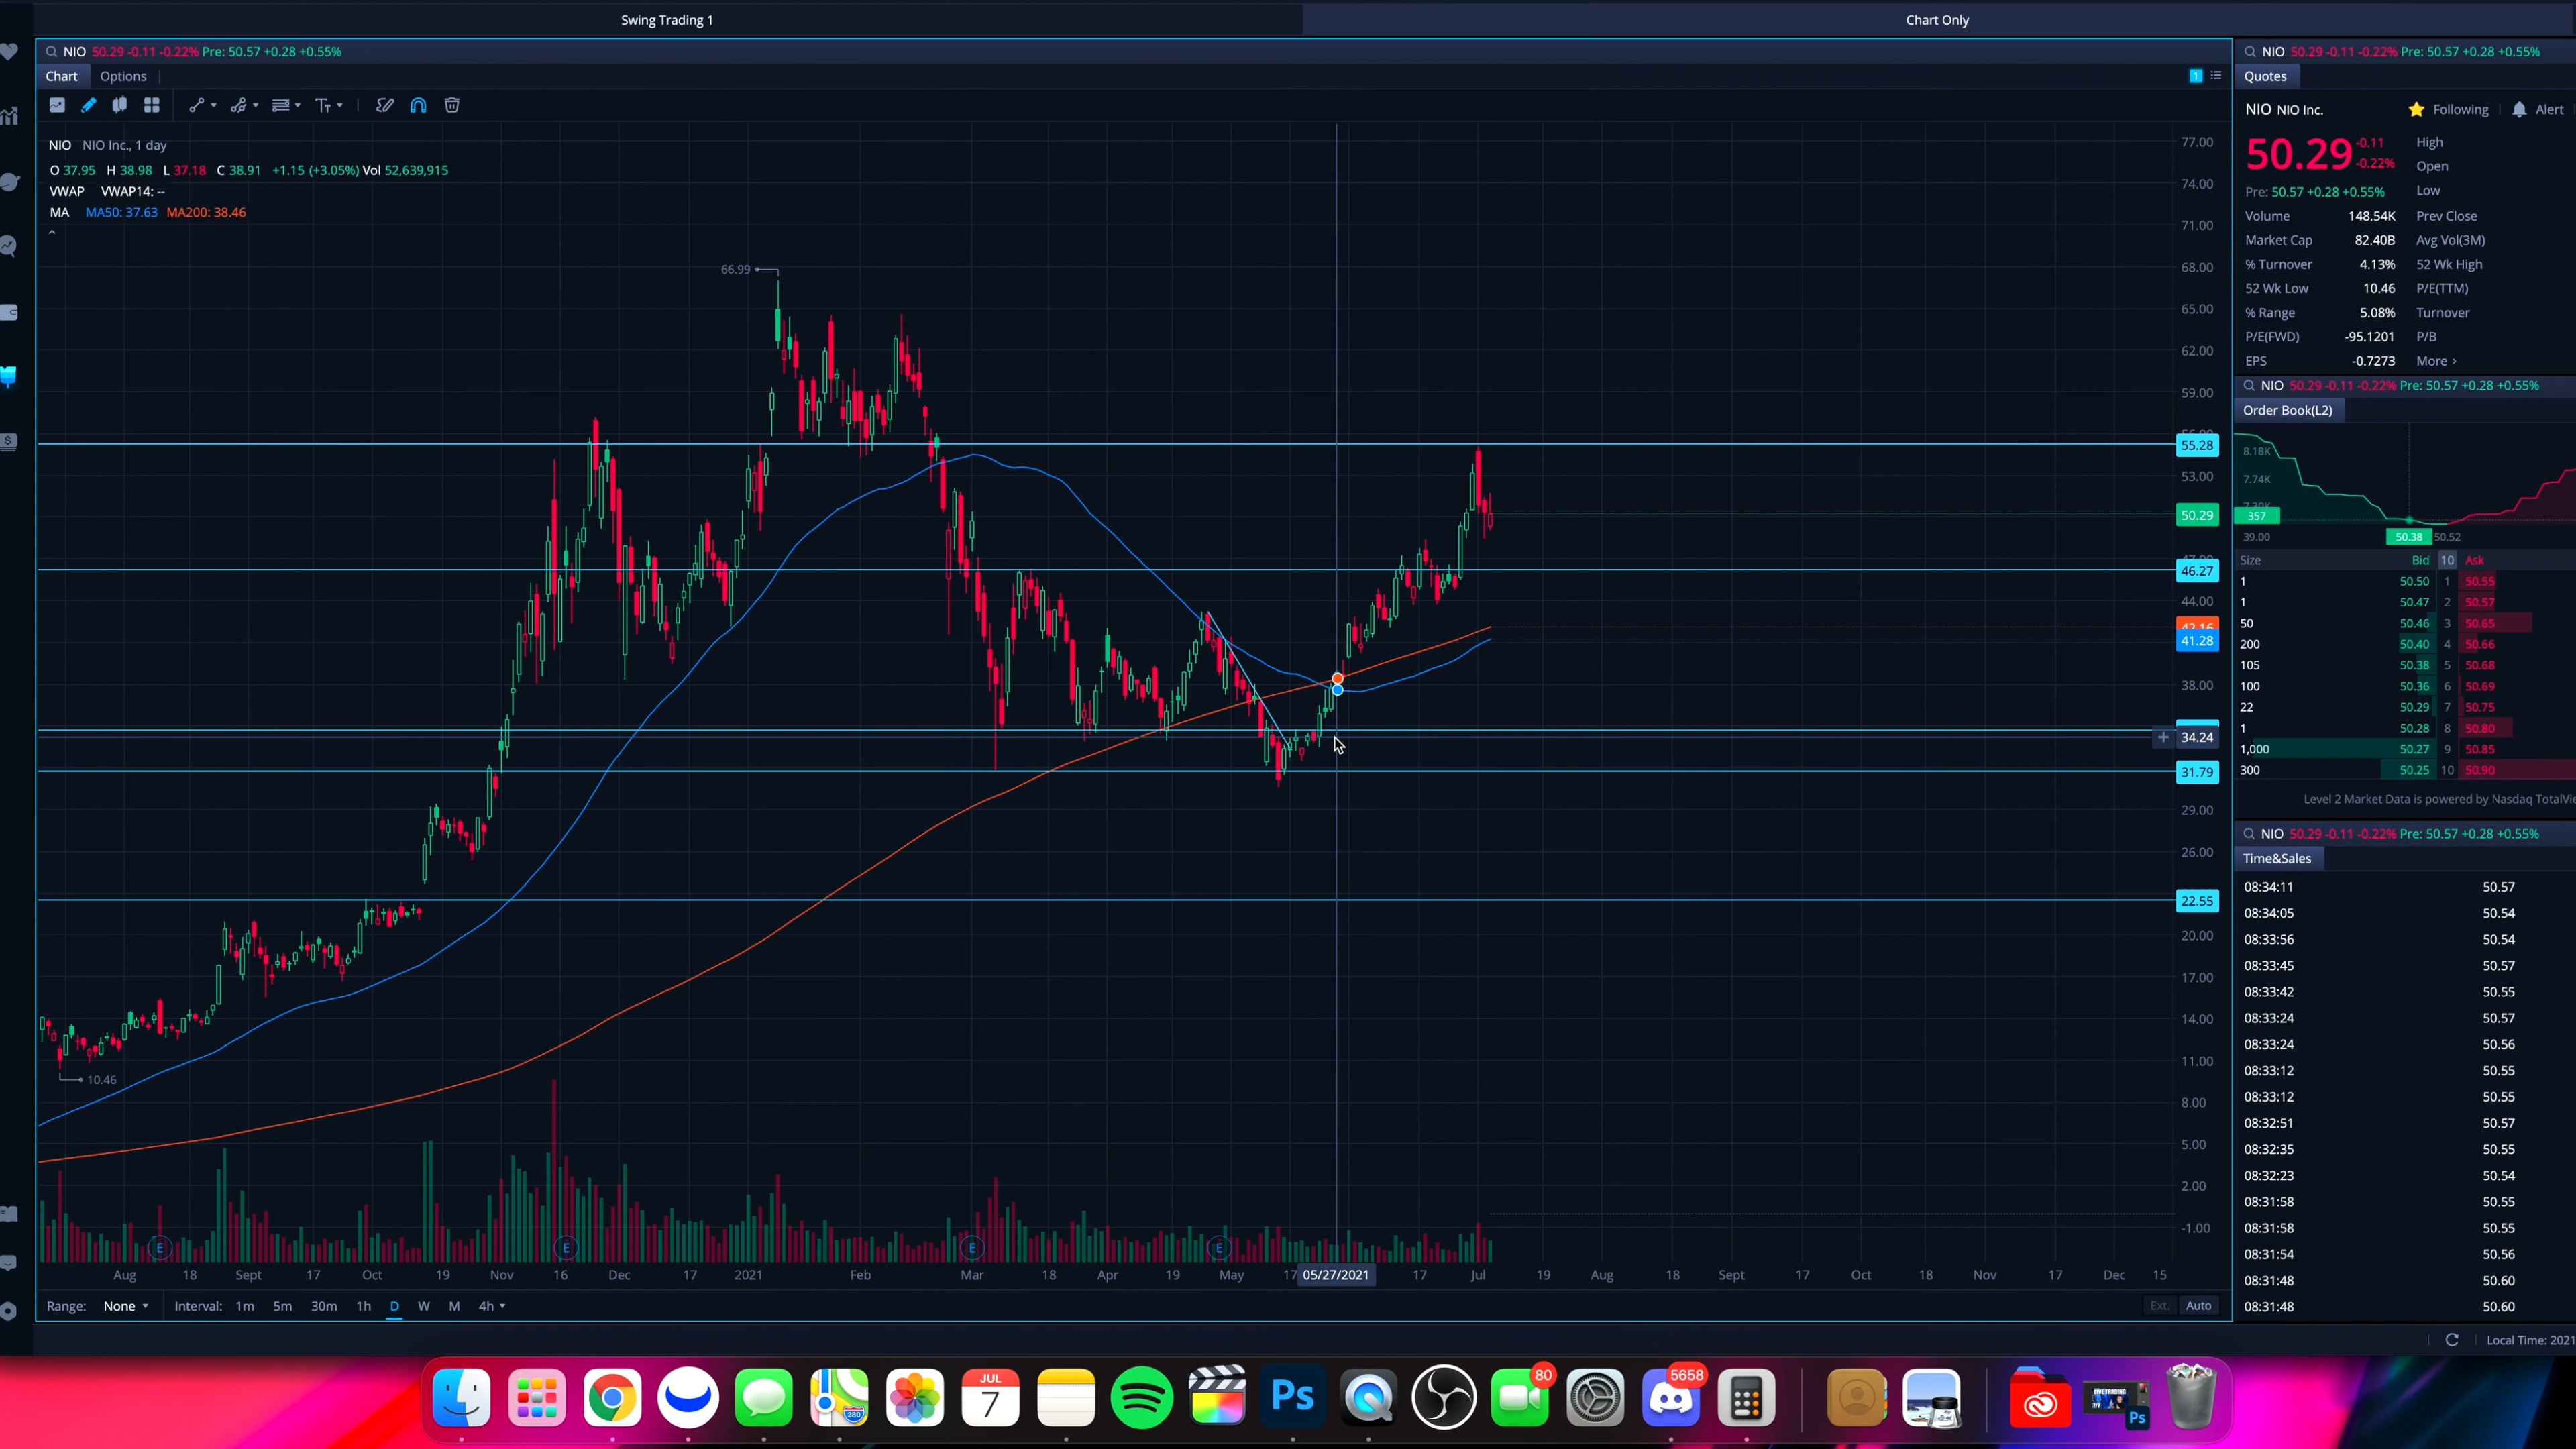 Swing Trading 1
Chart Only
NIO 50.29 -0.11 -0.22% Pre: 50.57 +0.28 +0.55%
Chart Options
1
NIO NIO Inc., 1 day
O 37.95 H 38.98 L 37.18 C 38.91 +1.15 (+3.05%) Vol 52,639,915
VWAP VWAP14: --
MA MA50: 37.63 MA200: 38.46
66.99
10.46
77.00
74.00
71.00
68.00
65.00
62.00
59.00
55.28
53.00
50.29
46.27
44.00
42.16
41.28
38.00
34.24
31.79
29.00
26.00
22.55
20.00
17.00
14.00
11.00
8.00
5.00
2.00
-1.00
E E E E
Aug 18 Sept 17 Oct 19 Nov 16 Dec 17 2021 Feb Mar 18 Apr 19 May 17 05/27/2021 17 Jul 19 Aug 18 Sept 17 Oct 18 Nov 17 Dec 15
Range: None Interval: 1m 5m 30m 1h D W M 4h Ext. Auto
NIO 50.29 -0.11 -0.22% Pre: 50.57 +0.28 +0.55%
Quotes
NIO NIO Inc. Following Alert
50.29 -0.11 -0.22%
High
Open
Pre: 50.57 +0.28 +0.55% Low
Volume 148.54K Prev Close
Market Cap 82.40B Avg Vol(3M)
% Turnover 4.13% 52 Wk High
52 Wk Low 10.46 P/E(TTM)
% Range 5.08% Turnover
P/E(FWD) -95.1201 P/B
EPS -0.7273 More
NIO 50.29 -0.11 -0.22% Pre: 50.57 +0.28 +0.55%
Order Book(L2)
8.18K
7.74K
357
39.00 50.38 50.52
Size Bid 10 Ask
1 50.50 1 50.55
1 50.47 2 50.57
50 50.46 3 50.65
200 50.40 4 50.66
105 50.38 5 50.68
100 50.36 6 50.69
22 50.29 7 50.75
1 50.28 8 50.80
1,000 50.27 9 50.85
300 50.25 10 50.90
Level 2 Market Data is powered by Nasdaq TotalVie
NIO 50.29 -0.11 -0.22% Pre: 50.57 +0.28 +0.55%
Time&Sales
08:34:11 50.57
08:34:05 50.54
08:33:56 50.54
08:33:45 50.57
08:33:42 50.55
08:33:24 50.57
08:33:24 50.56
08:33:12 50.55
08:33:12 50.55
08:32:51 50.57
08:32:35 50.55
08:32:23 50.54
08:31:58 50.55
08:31:58 50.55
08:31:54 50.56
08:31:48 50.60
08:31:48 50.60
Local Time: 2021
280
JUL
7
Ps
80
5658
Ps